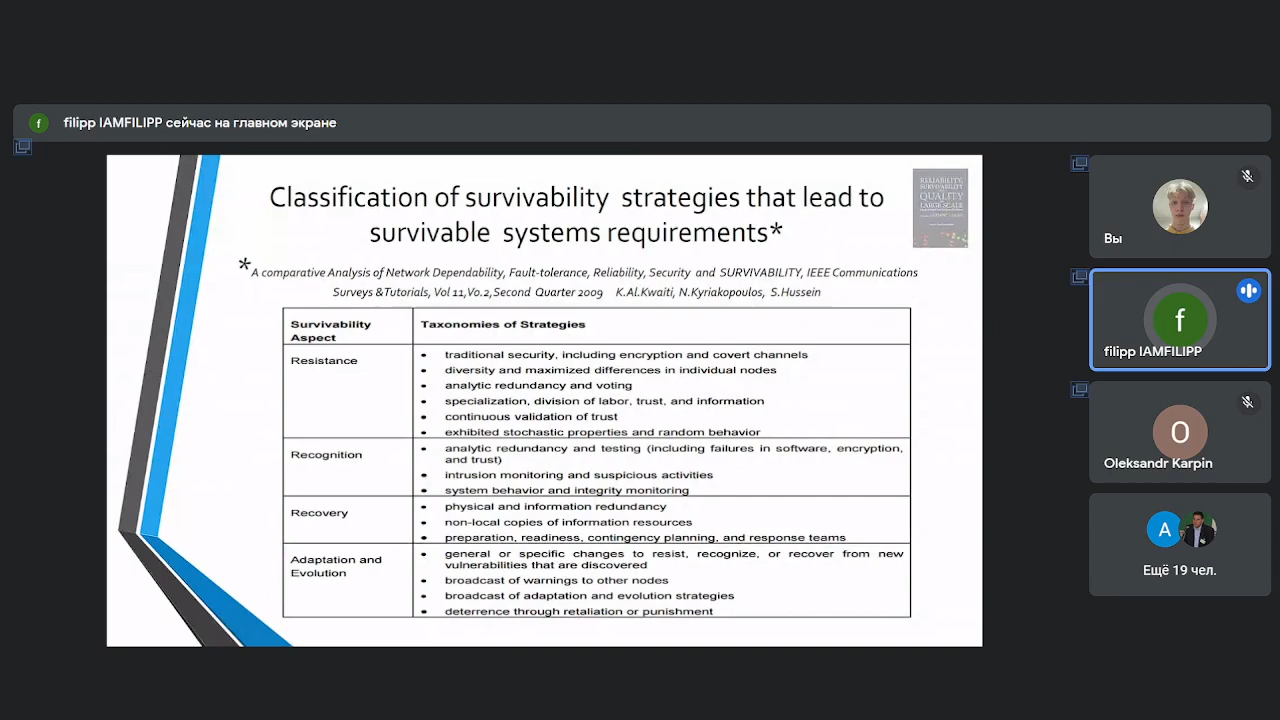 f
filipp IAMFILIPP сейчас на главном экране
Classification of survivability strategies that lead to
survivable systems requirements*
RELIABILITY,
SURVIVABILITY
QUALITY
LARGE SCALE
*A comparative Analysis of Network Dependability, Fault-tolerance, Reliability, Security and SURVIVABILITY, IEEE Communications
Surveys &Tutorials, Vol 11,Vo.2,Second Quarter 2009 K.Al.Kwaiti, N.Kyriakopoulos, S.Hussein
Survivability
Aspect
Taxonomies of Strategies
Resistance
• traditional security, including encryption and covert channels
• diversity and maximized differences in individual nodes
• analytic redundancy and voting
• specialization, division of labor, trust, and information
• continuous validation of trust
• exhibited stochastic properties and random behavior
Recognition
• analytic redundancy and testing (including failures in software, encryption,
and trust)
• intrusion monitoring and suspicious activities
• system behavior and integrity monitoring
Recovery
• physical and information redundancy
• non-local copies of information resources
• preparation, readiness, contingency planning, and response teams
Adaptation and
Evolution
• general or specific changes to resist, recognize, or recover from new
vulnerabilities that are discovered
• broadcast of warnings to other nodes
• broadcast of adaptation and evolution strategies
• deterrence through retaliation or punishment
Вы
f
filipp IAMFILIPP
O
Oleksandr Karpin
A
Ещё 19 чел.